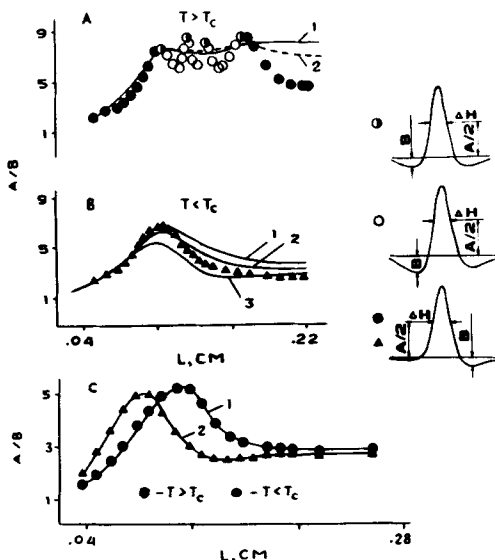 A
T>Tc
1
2
9
5
1
A/B
B
T<Tc
1
2
3
9
5
1
.04
.22
L, CM
C
A/B
1
2
5
3
1
●-T>Tc ●-T<Tc
.04
.28
L, CM
B
ΔH
A/2
B
ΔH
A/2
A/2
ΔH
B